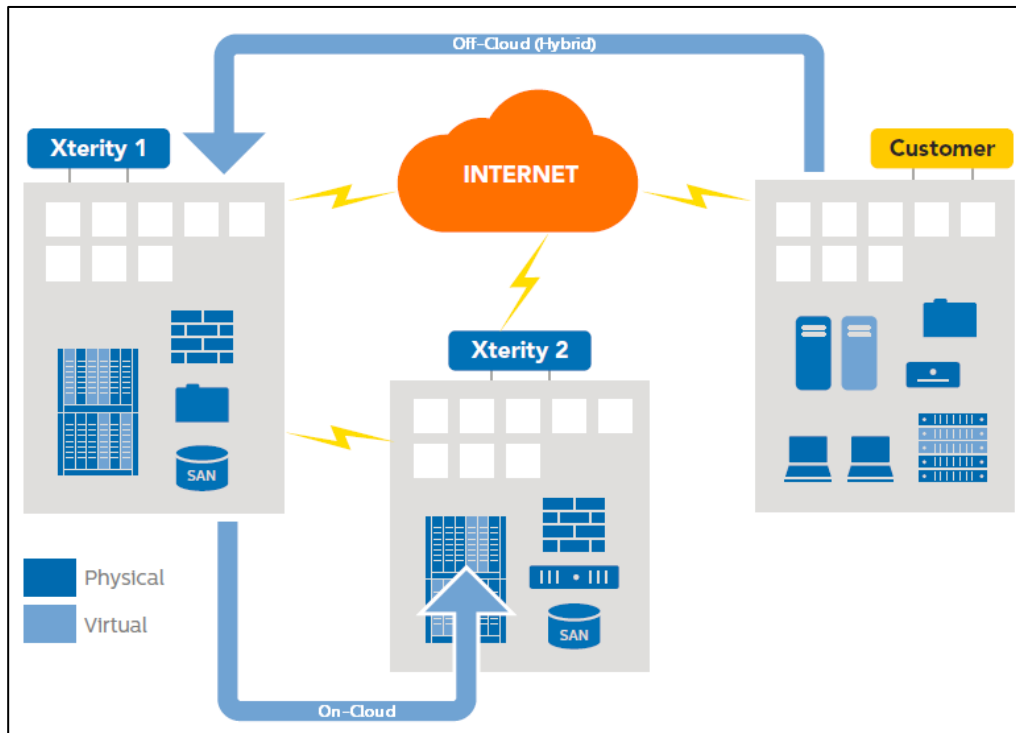 Off-Cloud (Hybrid)
Xterity 1
INTERNET
Customer
Xterity 2
SAN
SAN
Physical
Virtual
On-Cloud